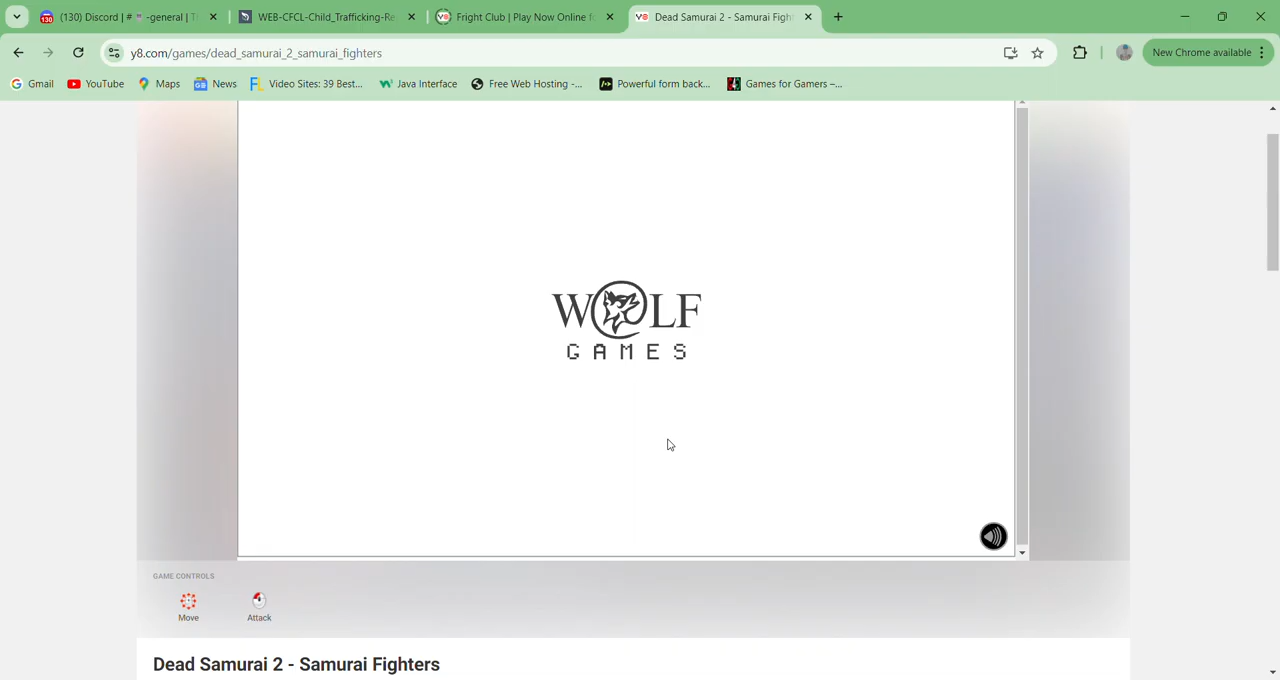 (130) Discord | # -general | T
WEB-CFCL-Child_Trafficking-Re
Fright Club | Play Now Online f
Dead Samurai 2 - Samurai Fight
y8.com/games/dead_samurai_2_samurai_fighters
New Chrome available
Gmail
YouTube
Maps
News
Video Sites: 39 Best...
Java Interface
Free Web Hosting -...
Powerful form back...
Games for Gamers –...
WOLF
GAMES
GAME CONTROLS
Move
Attack
Dead Samurai 2 - Samurai Fighters